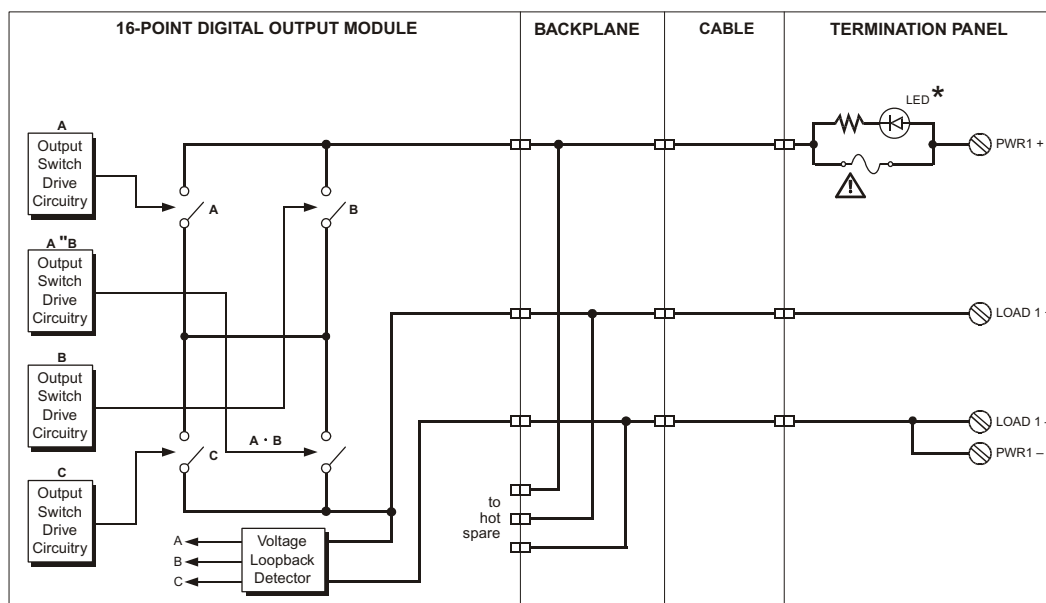 16-POINT DIGITAL OUTPUT MODULE
BACKPLANE
CABLE
TERMINATION PANEL
LED*
PWR1 +
A
Output
Switch
Drive
Circuitry
A
B
A"B
Output
Switch
Drive
Circuitry
LOAD 1
B
Output
Switch
Drive
Circuitry
LOAD 1
PWR1 –
A · B
C
C
Output
Switch
Drive
Circuitry
to
hot
spare
A
B
C
Voltage
Loopback
Detector